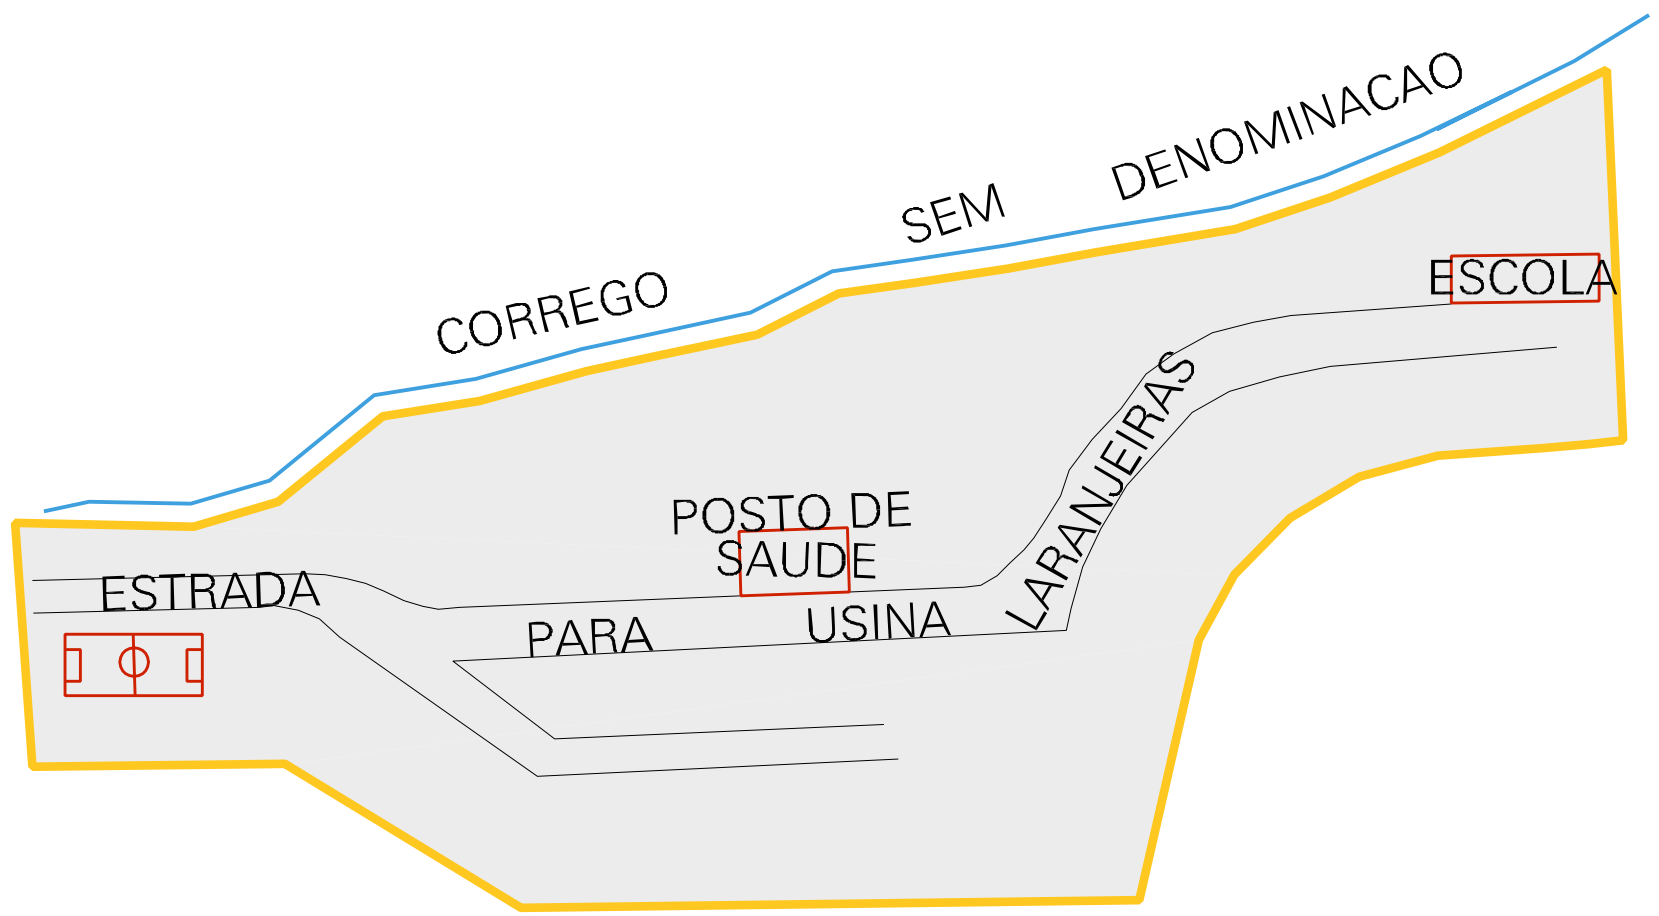 CORREGO SEM DENOMINACAO
ESCOLA
POSTO DE
SAUDE
ESTRADA PARA USINA LARANJEIRAS